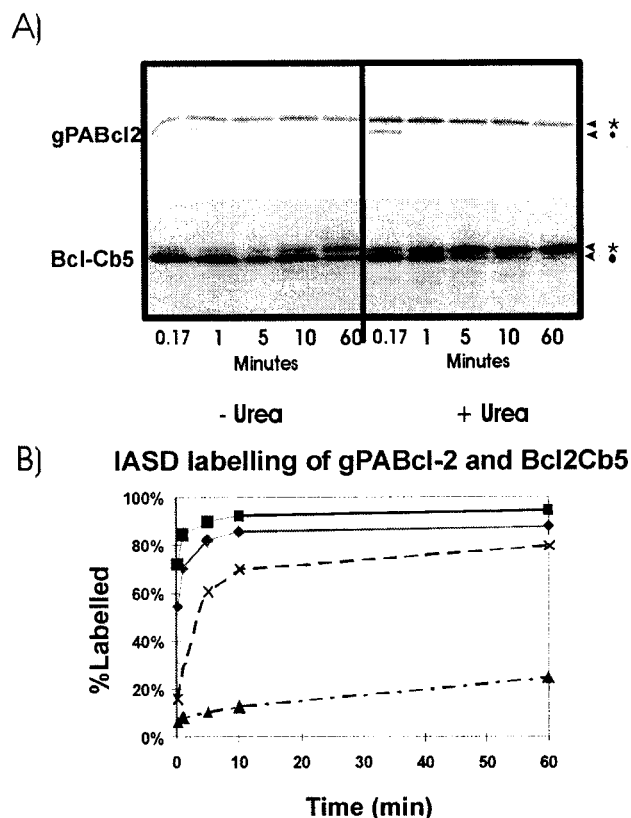 A)
gPABcl2
*
•
Bcl-Cb5
*
•
0.17 1 5 10 60 0.17 1 5 10 60
Minutes Minutes
- Urea + Urea
B) IASD labelling of gPABcl-2 and Bcl2Cb5
100%
80%
60%
40%
20%
0%
%Labelled
0 10 20 30 40 50 60
Time (min)